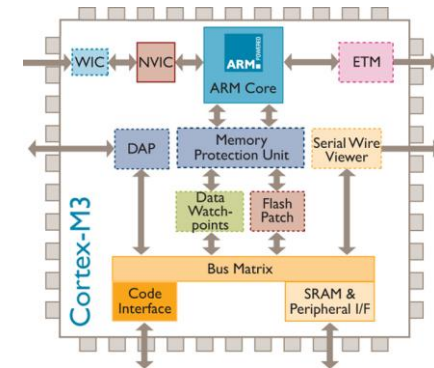 WIC
NVIC
ARM POWERED
ARM Core
ETM
DAP
Memory
Protection Unit
Serial Wire
Viewer
Data
Watch-
points
Flash
Patch
Cortex-M3
Bus Matrix
Code
Interface
SRAM &
Peripheral I/F